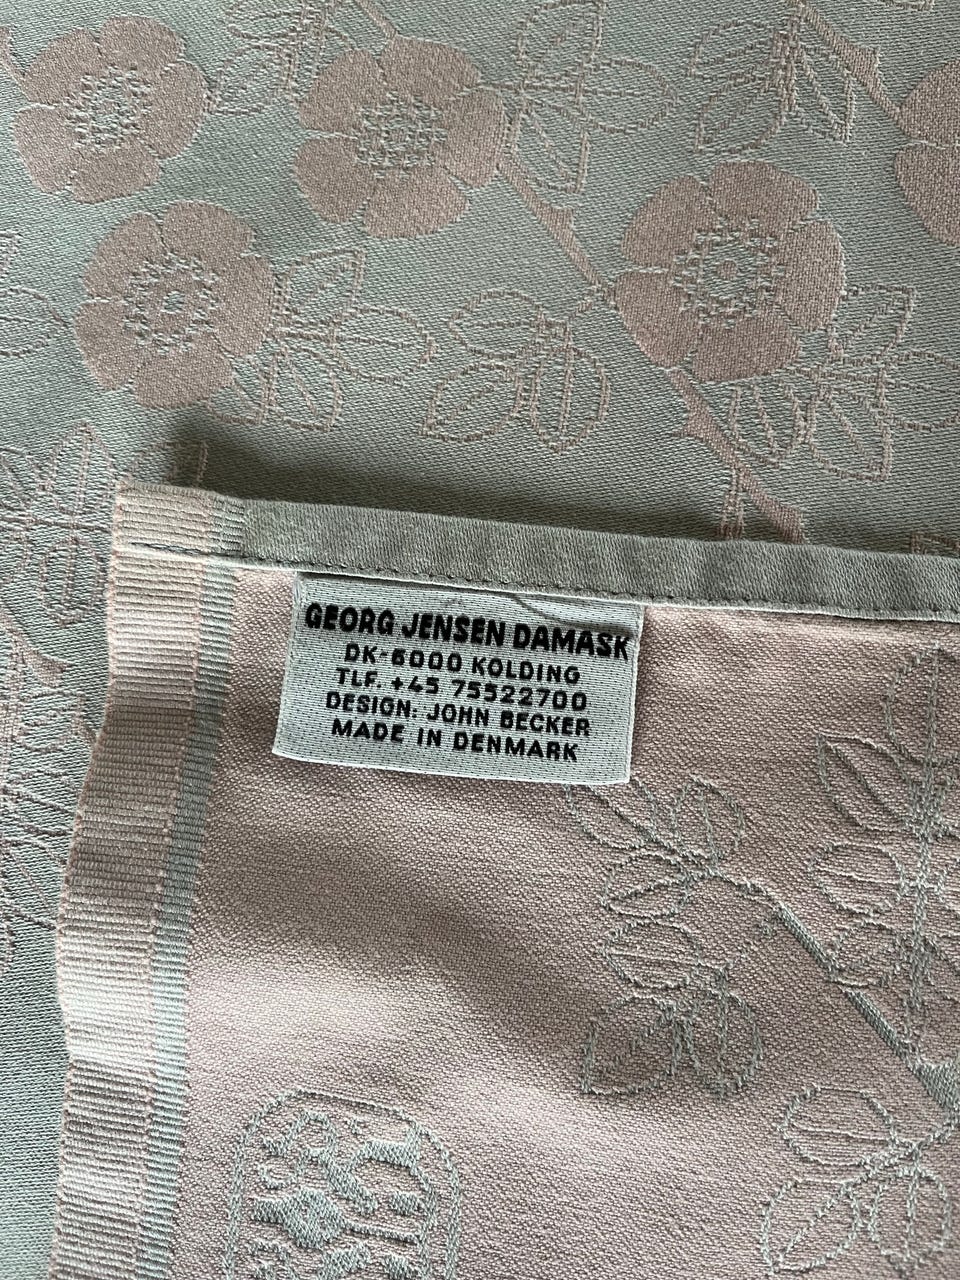 GEORG JENSEN DAMASK
DK-6000 KOLDING
TLF. +45 75522700
DESIGN: JOHN BECKER
MADE IN DENMARK